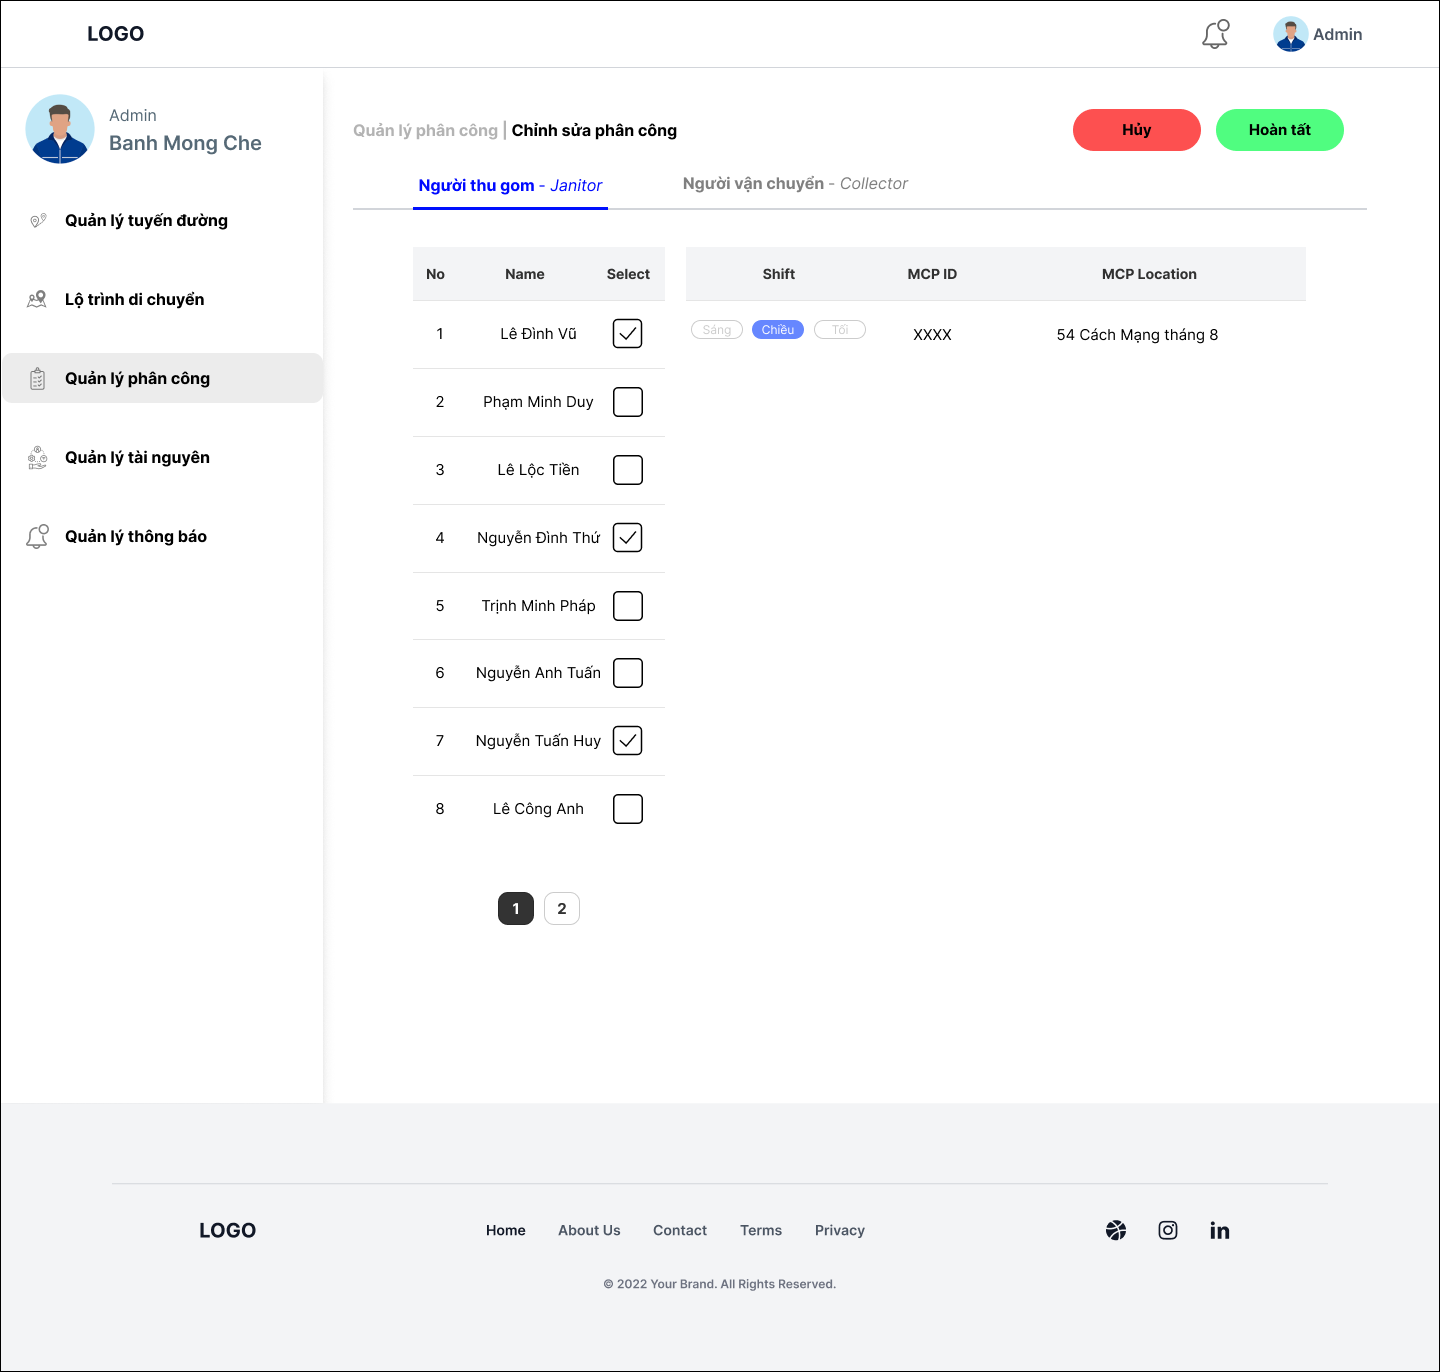 LOGO
Admin
Admin
Banh Mong Che
Quản lý tuyến đường
Lộ trình di chuyển
Quản lý phân công
Quản lý tài nguyên
Quản lý thông báo
Quản lý phân công | Chỉnh sửa phân công
Hủy
Hoàn tất
Người thu gom - Janitor
Người vận chuyển - Collector
No Name Select
Shift MCP ID MCP Location
1 Lê Đình Vũ
Sáng Chiều Tối XXXX 54 Cách Mạng tháng 8
2 Phạm Minh Duy
3 Lê Lộc Tiền
4 Nguyễn Đình Thứ
5 Trịnh Minh Pháp
6 Nguyễn Anh Tuấn
7 Nguyễn Tuấn Huy
8 Lê Công Anh
1 2
LOGO
Home About Us Contact Terms Privacy
© 2022 Your Brand. All Rights Reserved.